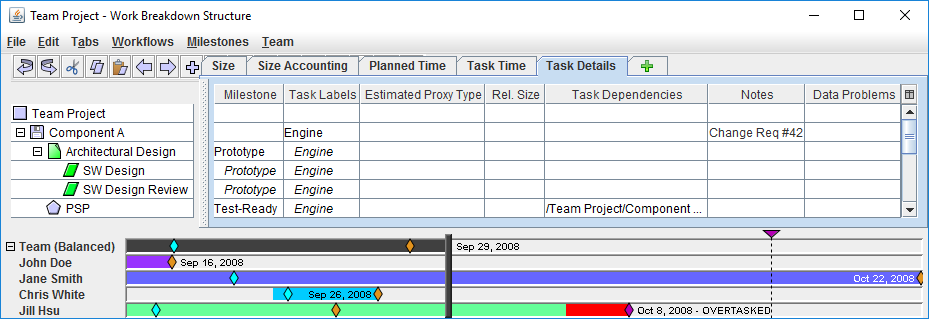 Team Project - Work Breakdown Structure
File Edit Tabs Workflows Milestones Team
Size Size Accounting Planned Time Task Time Task Details
Milestone Task Labels Estimated Proxy Type Rel. Size Task Dependencies Notes Data Problems
Team Project
Component A Engine Change Req #42
Architectural Design Prototype Engine
SW Design Prototype Engine
SW Design Review Prototype Engine
PSP Test-Ready Engine /Team Project/Component ...
Team (Balanced) Sep 29, 2008
John Doe Sep 16, 2008
Jane Smith Oct 22, 2008
Chris White Sep 26, 2008
Jill Hsu Oct 8, 2008 - OVERTASKED